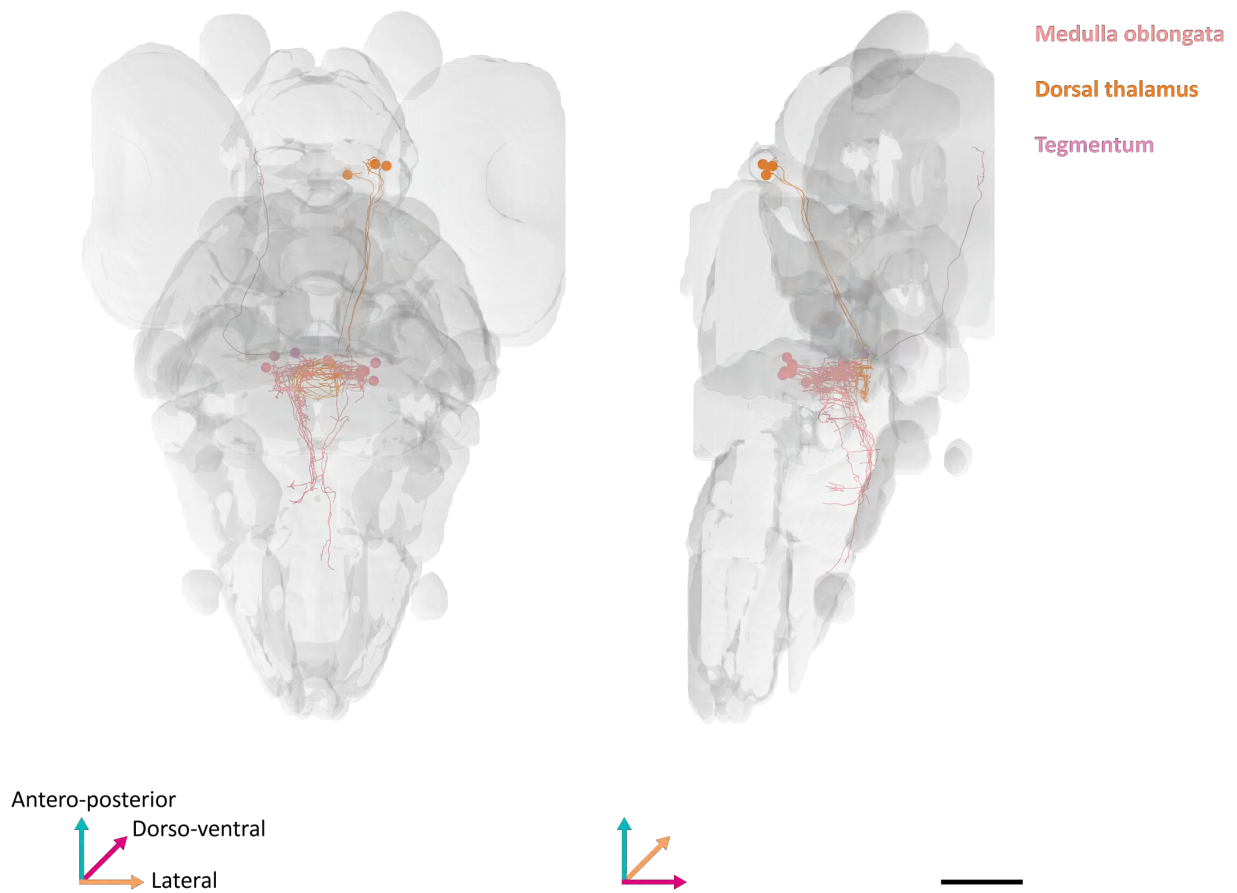 Medulla oblongata
Dorsal thalamus
Tegmentum
Antero-posterior
Dorso-ventral
Lateral